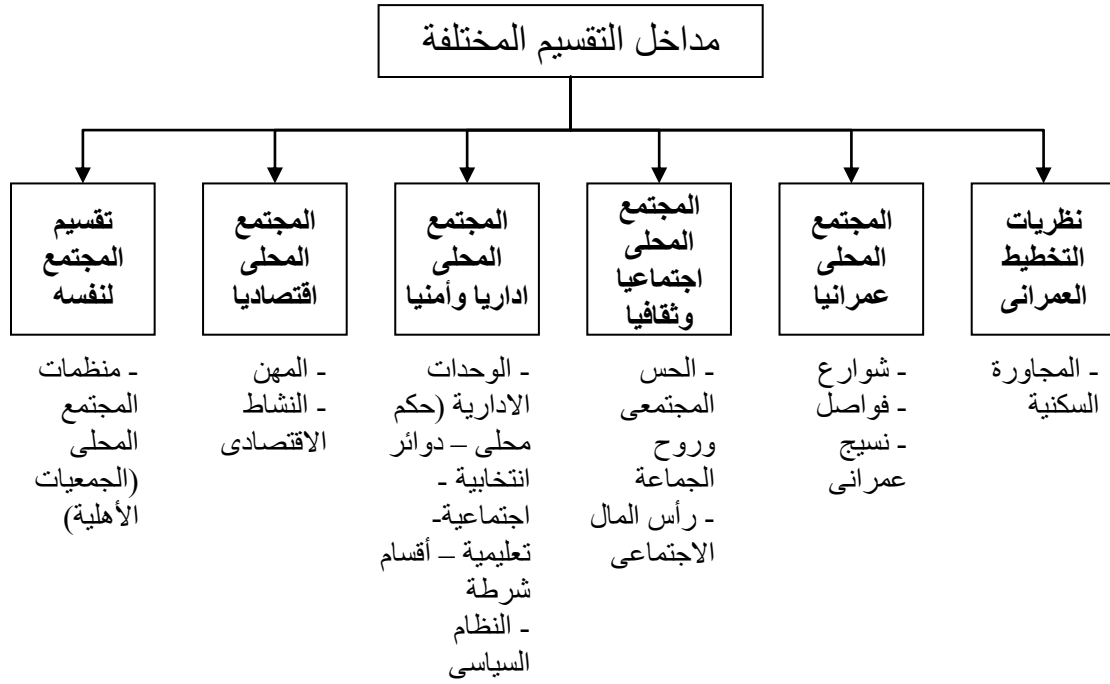 مداخل التقسيم المختلفة
نظريات
التخطيط
العمرانى
- المجاورة
السكنية
المجتمع
المحلى
عمرانيا
- شوارع
- فواصل
- نسيج
عمرانى
المجتمع
المحلى
اجتماعيا
وثقافيا
- الحس
المجتمعى
وروح
الجماعة
- رأس المال
الاجتماعى
المجتمع
المحلى
اداريا وأمنيا
- الوحدات
الادارية (حكم
محلى – دوائر
انتخابية -
اجتماعية-
تعليمية – أقسام
شرطة
- النظام
السياسى
المجتمع
المحلى
اقتصاديا
- المهن
- النشاط
الاقتصادى
تقسيم
المجتمع
لنفسه
- منظمات
المجتمع
المحلى
(الجمعيات
الأهلية)